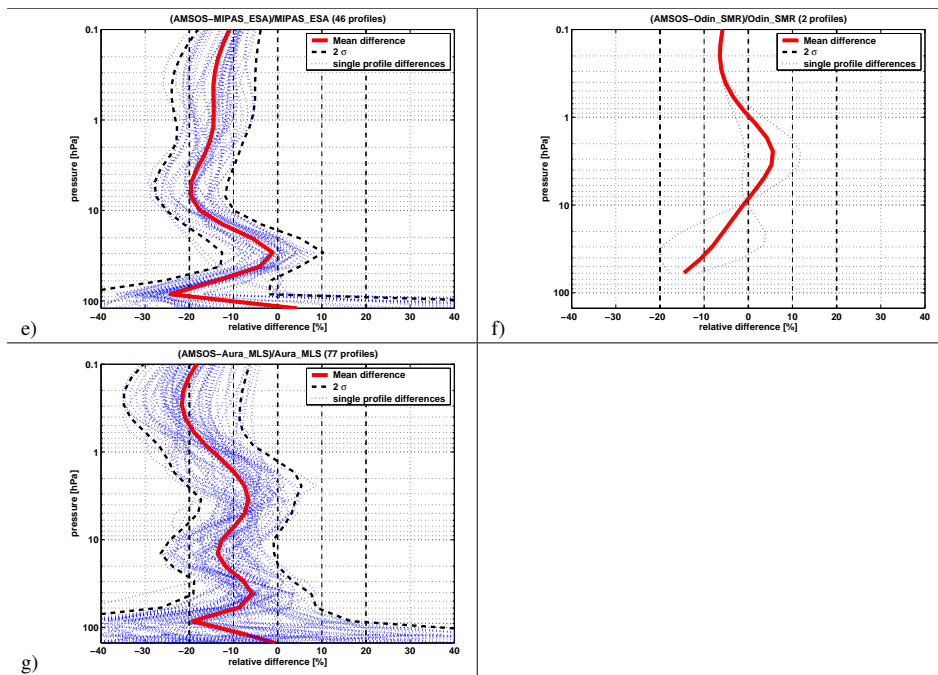 (AMSOS−MIPAS_ESA)/MIPAS_ESA (46 profiles)
Mean difference
2 σ
single profile differences
0.1
1
10
100
pressure [hPa]
−40 −30 −20 −10 0 10 20 30 40
relative difference [%]
e)
(AMSOS−Odin_SMR)/Odin_SMR (2 profiles)
Mean difference
2 σ
single profile differences
0.1
1
10
100
pressure [hPa]
−40 −30 −20 −10 0 10 20 30 40
relative difference [%]
f)
(AMSOS−Aura_MLS)/Aura_MLS (77 profiles)
Mean difference
2 σ
single profile differences
0.1
1
10
100
pressure [hPa]
−40 −30 −20 −10 0 10 20 30 40
relative difference [%]
g)